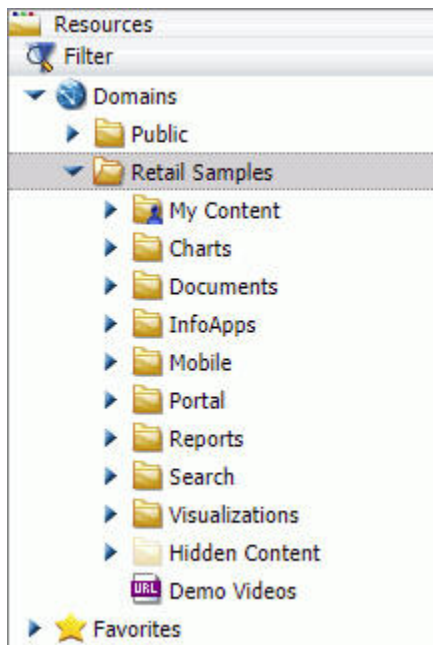 Resources
Filter
Domains
Public
Retail Samples
My Content
Charts
Documents
InfoApps
Mobile
Portal
Reports
Search
Visualizations
Hidden Content
URL Demo Videos
Favorites